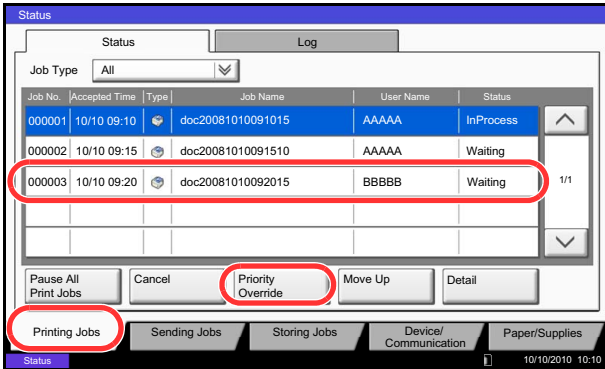 Status
Status Log
Job Type All
Job No. Accepted Time Type Job Name User Name Status
000001 10/10 09:10 doc20081010091015 AAAAA InProcess
000002 10/10 09:15 doc20081010091510 AAAAA Waiting
000003 10/10 09:20 doc20081010092015 BBBBB Waiting
1/1
Pause All
Print Jobs
Cancel
Priority
Override
Move Up
Detail
Printing Jobs
Sending Jobs
Storing Jobs
Device/
Communication
Paper/Supplies
Status 10/10/2010 10:10